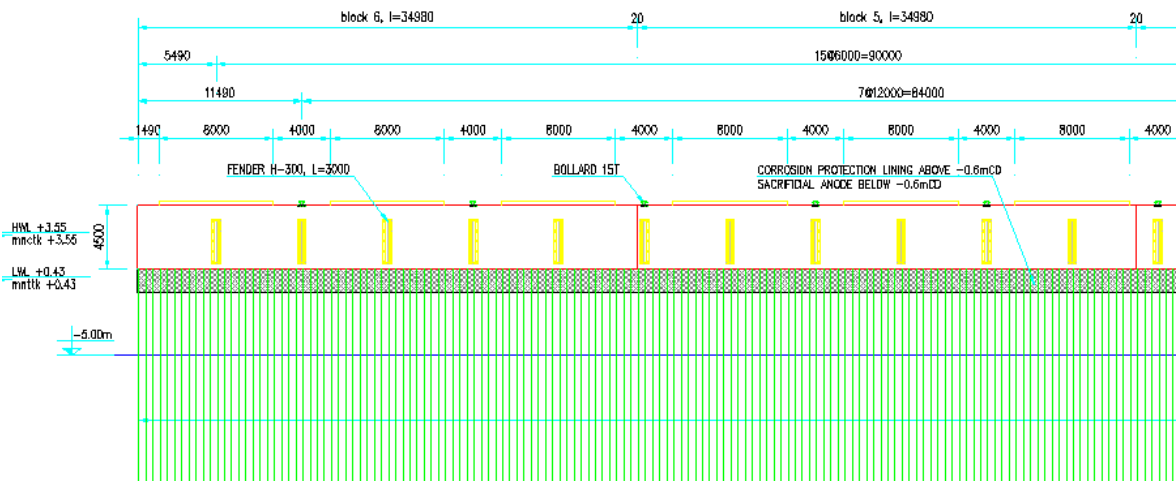 block 6, l=34980
20
block 5, l=34980
20
5490
15@6000=90000
11490
7@12000=84000
1490
8000
4000
8000
4000
8000
4000
8000
4000
8000
4000
8000
4000
FENDER H-300, L=3000
BOLLARD 15T
CORROSION PROTECTION LINING ABOVE -0.6mCD
SACRIFICIAL ANODE BELOW -0.6mCD
HWL +3.55
mnctk +3.55
4500
LWL +0.43
mnttk +0.43
-5.00m